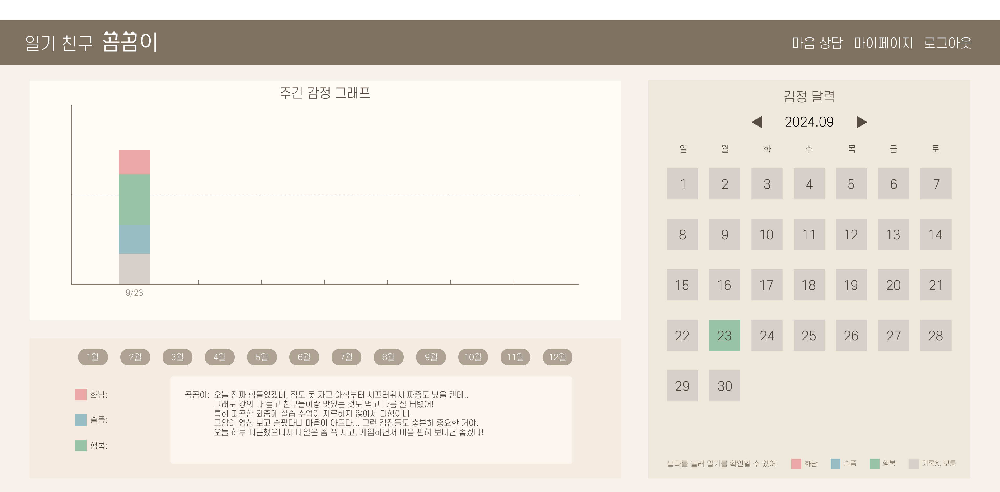 일기 친구 곰곰이
마음 상담 마이페이지 로그아웃
주간 감정 그래프
9/23
1월 2월 3월 4월 5월 6월 7월 8월 9월 10월 11월 12월
화남:
슬픔:
행복:
곰곰이: 오늘 진짜 힘들었겠네, 잠도 못 자고 아침부터 시끄러워서 짜증도 났을 텐데..
그래도 강의 다 듣고 친구들이랑 맛있는 것도 먹고 나름 잘 버텼어!
특히 피곤한 와중에 실습 수업이 지루하지 않아서 다행이네.
고양이 영상 보고 슬펐다니 마음이 아프다... 그런 감정들도 충분히 중요한 거야.
오늘 하루 피곤했으니까 내일은 좀 푹 자고, 게임하면서 마음 편히 보내면 좋겠다!
감정 달력
◀ 2024.09 ▶
일 월 화 수 목 금 토
1 2 3 4 5 6 7
8 9 10 11 12 13 14
15 16 17 18 19 20 21
22 23 24 25 26 27 28
29 30
날짜를 눌러 일기를 확인할 수 있어! 화남 슬픔 행복 기록X, 보통